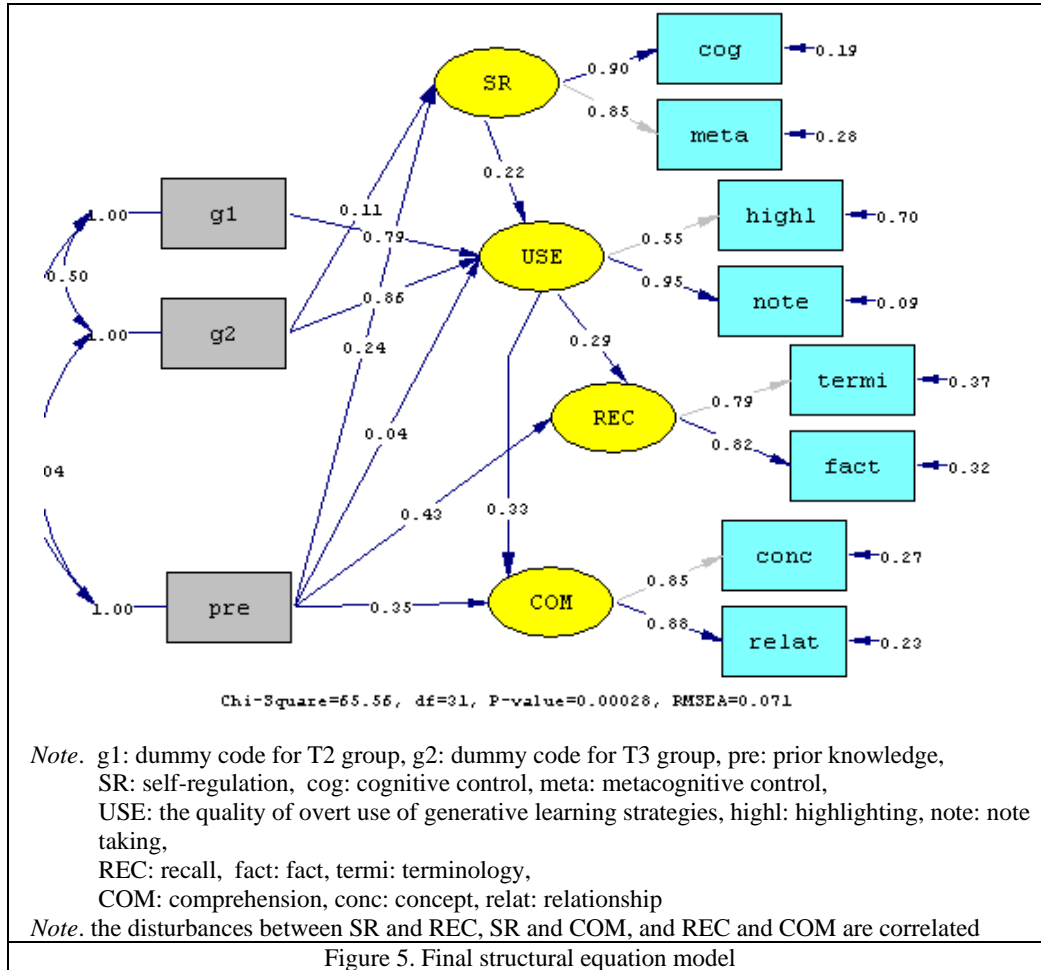 cog
0.19
0.90
SR
0.85
meta
0.28
0.22
1.00
g1
0.11
0.79
highl
0.70
0.55
USE
0.50
0.95
note
0.09
1.00
g2
0.86
0.24
0.29
termi
0.37
0.79
REC
0.04
0.82
fact
0.32
04
0.43
0.33
conc
0.27
0.85
1.00
pre
0.35
COM
0.88
relat
0.23
Chi-Square=65.56, df=31, P-value=0.00028, RMSEA=0.071
Note. g1: dummy code for T2 group, g2: dummy code for T3 group, pre: prior knowledge,
SR: self-regulation, cog: cognitive control, meta: metacognitive control,
USE: the quality of overt use of generative learning strategies, highl: highlighting, note: note
taking,
REC: recall, fact: fact, termi: terminology,
COM: comprehension, conc: concept, relat: relationship
Note. the disturbances between SR and REC, SR and COM, and REC and COM are correlated
Figure 5. Final structural equation model